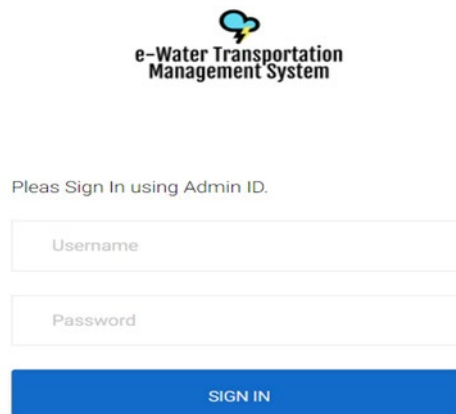 e-Water Transportation
Management System
Pleas Sign In using Admin ID.
Username
Password
SIGN IN